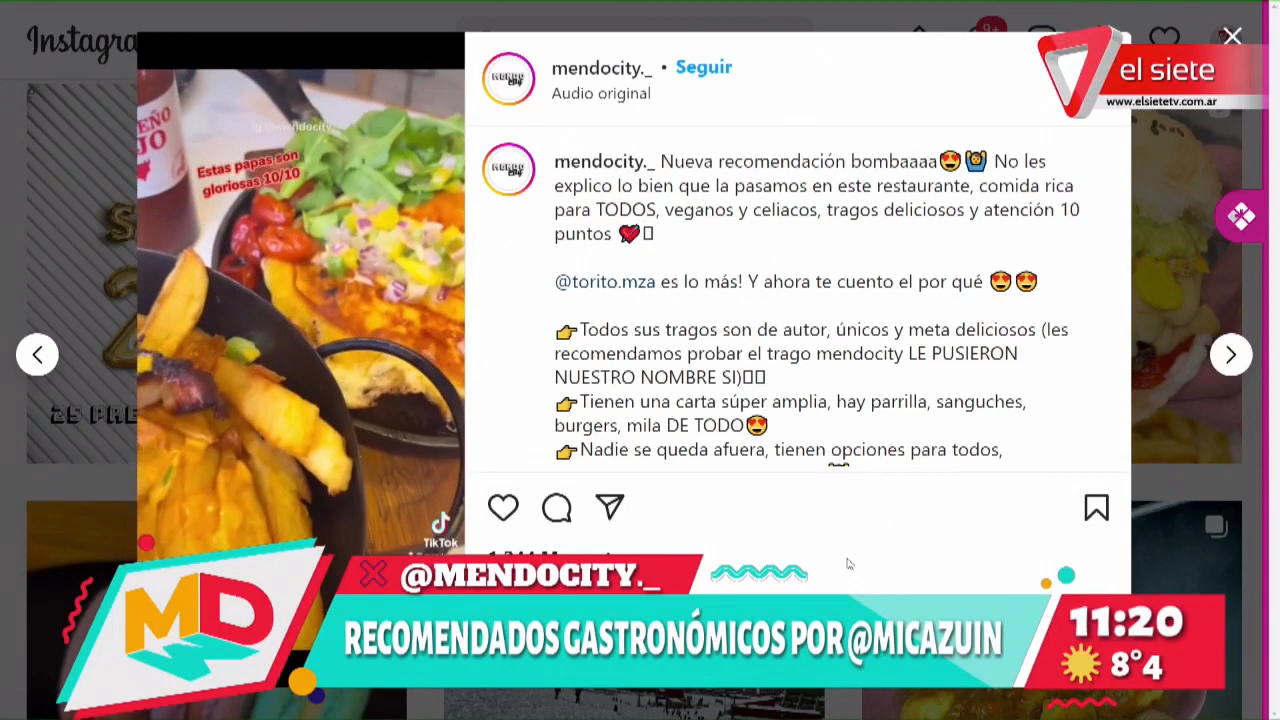 Instagra
9+
mendocity._ • Seguir
Audio original
el siete
www.elsietetv.com.ar
@mendocity._
Estas papas son
gloriosas 10/10
mendocity._ Nueva recomendación bombaaaa😍🙆 No les
explico lo bien que la pasamos en este restaurante, comida rica
para TODOS, veganos y celiacos, tragos deliciosos y atención 10
puntos 💘
@torito.mza es lo más! Y ahora te cuento el por qué 😍😍
👉Todos sus tragos son de autor, únicos y meta deliciosos (les
recomendamos probar el trago mendocity LE PUSIERON
NUESTRO NOMBRE SI)
👉Tienen una carta súper amplia, hay parrilla, sanguches,
burgers, mila DE TODO😍
👉Nadie se queda afuera, tienen opciones para todos,
TikTok
MD
@MENDOCITY._
RECOMENDADOS GASTRONÓMICOS POR @MICAZUIN
11:20
8°4